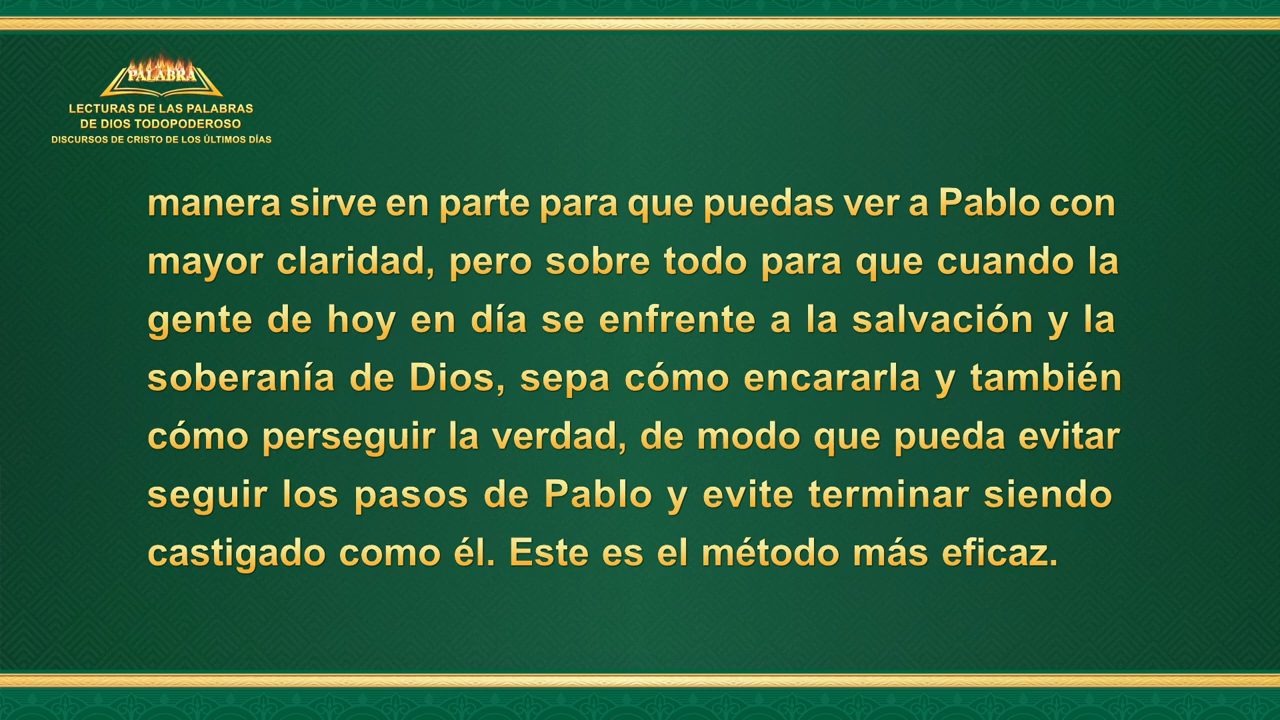 PALABRA
LECTURAS DE LAS PALABRAS
DE DIOS TODOPODEROSO
DISCURSOS DE CRISTO DE LOS ÚLTIMOS DÍAS
manera sirve en parte para que puedas ver a Pablo con
mayor claridad, pero sobre todo para que cuando la
gente de hoy en día se enfrente a la salvación y la
soberanía de Dios, sepa cómo encararla y también
cómo perseguir la verdad, de modo que pueda evitar
seguir los pasos de Pablo y evite terminar siendo
castigado como él. Este es el método más eficaz.